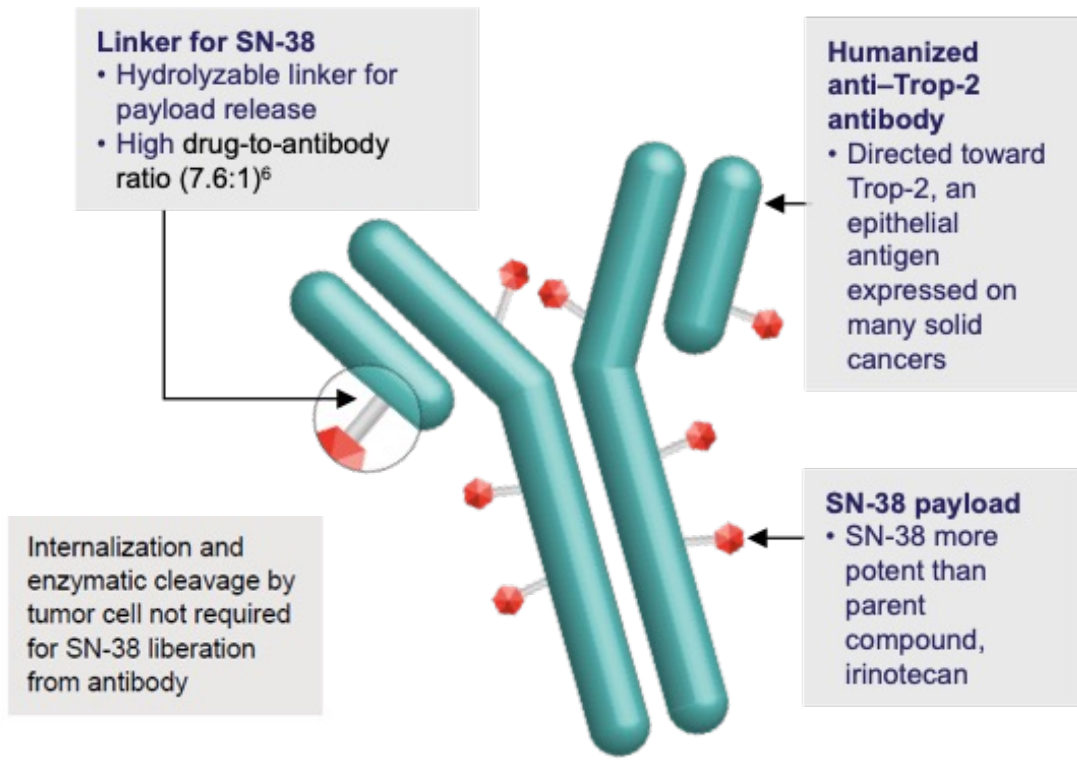 Linker for SN-38
• Hydrolyzable linker for
payload release
• High drug-to-antibody
ratio (7.6:1)⁶
Humanized
anti–Trop-2
antibody
• Directed toward
Trop-2, an
epithelial
antigen
expressed on
many solid
cancers
Internalization and
enzymatic cleavage by
tumor cell not required
for SN-38 liberation
from antibody
SN-38 payload
• SN-38 more
potent than
parent
compound,
irinotecan